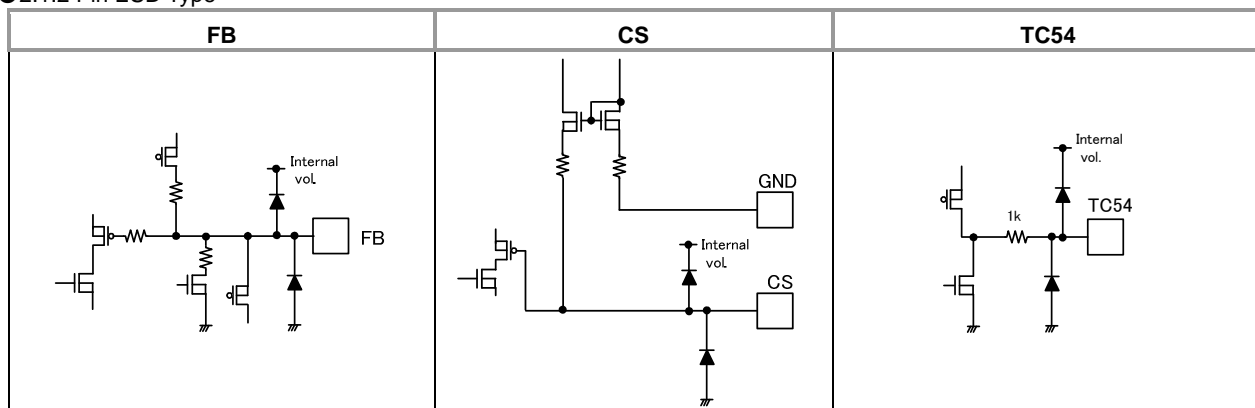 FB
CS
TC54
Internal
vol.
FB
GND
Internal
vol.
CS
Internal
vol.
1k
TC54